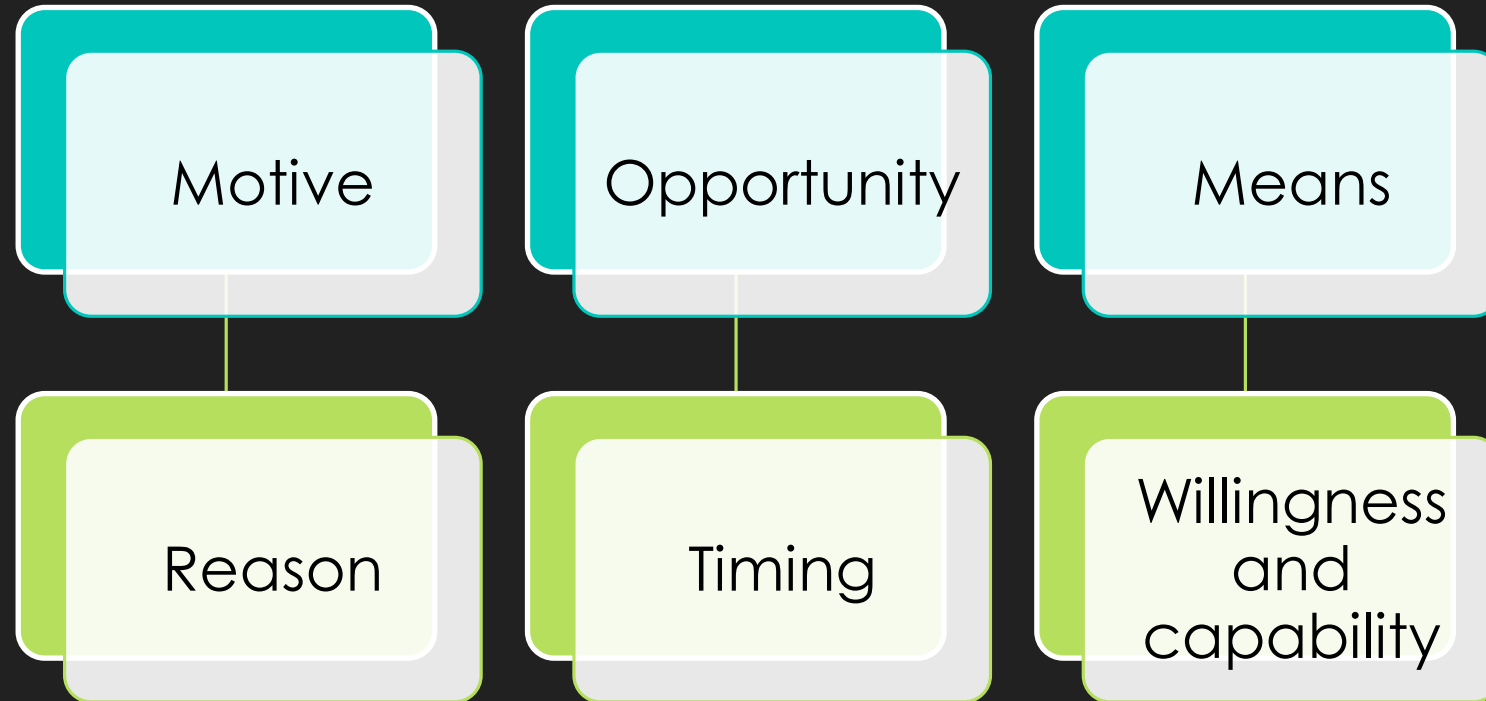 Motive
Opportunity
Means
Reason
Timing
Willingness
and
capability